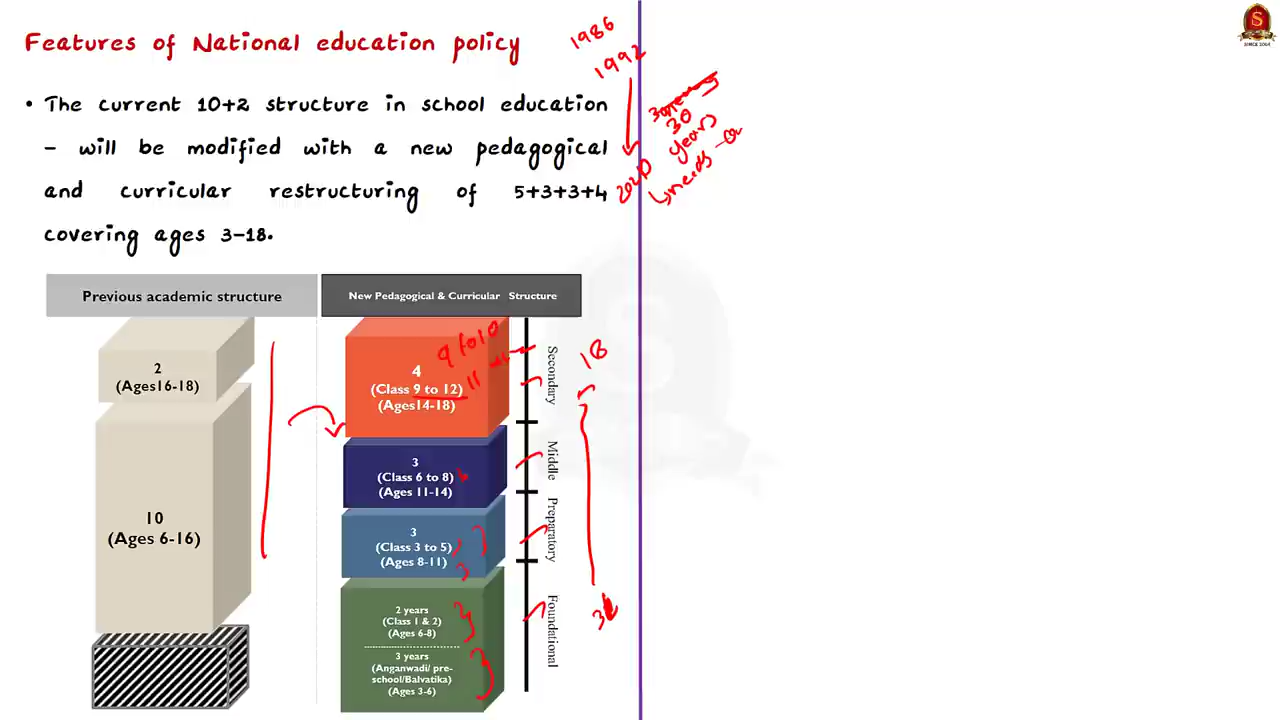 Features of National education policy
• The current 10+2 structure in school education
– will be modified with a new pedagogical
and curricular restructuring of 5+3+3+4
covering ages 3-18.
1986
1992
2020
30
years
needs
S
SINCE 2004
Previous academic structure
2
(Ages16-18)
10
(Ages 6-16)
New Pedagogical & Curricular Structure
4
(Class 9 to 12)
(Ages14-18)
9 to 10
11
3
(Class 6 to 8)
(Ages 11-14)
3
(Class 3 to 5)
(Ages 8-11)
2 years
(Class 1 & 2)
(Ages 6-8)
3 years
(Anganwadi/ pre-
school/Balvatika)
(Ages 3-6)
Secondary
Middle
Preparatory
Foundational
18
3